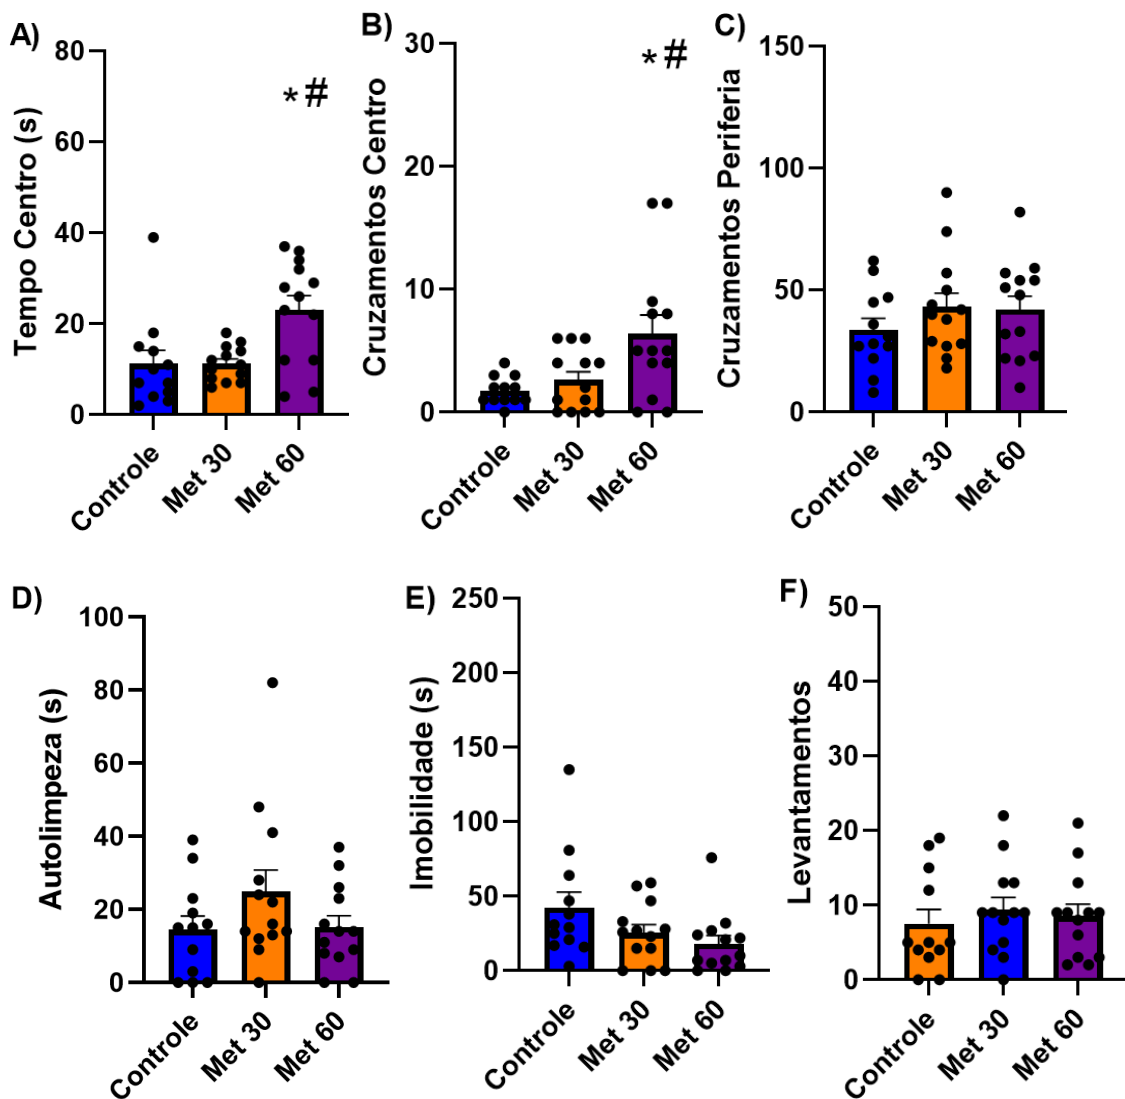 A)
Tempo Centro (s)
80
60
40
20
0
* #
Controle
Met 30
Met 60
B)
Cruzamentos Centro
30
20
10
0
* #
Controle
Met 30
Met 60
C)
Cruzamentos Periferia
150
100
50
0
Controle
Met 30
Met 60
D)
Autolimpeza (s)
100
80
60
40
20
0
Controle
Met 30
Met 60
E)
Imobilidade (s)
250
200
150
100
50
0
Controle
Met 30
Met 60
F)
Levantamentos
50
40
30
20
10
0
Controle
Met 30
Met 60